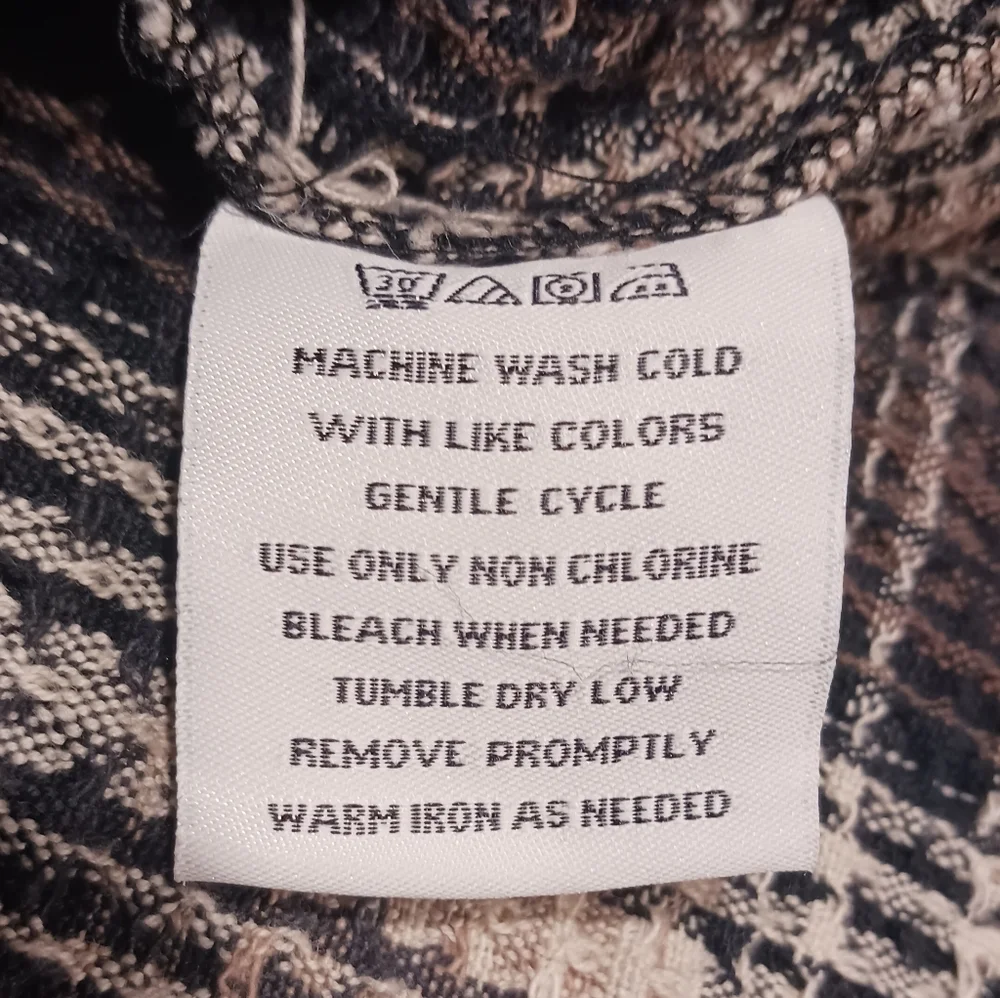 30°
MACHINE WASH COLD
WITH LIKE COLORS
GENTLE CYCLE
USE ONLY NON CHLORINE
BLEACH WHEN NEEDED
TUMBLE DRY LOW
REMOVE PROMPTLY
WARM IRON AS NEEDED